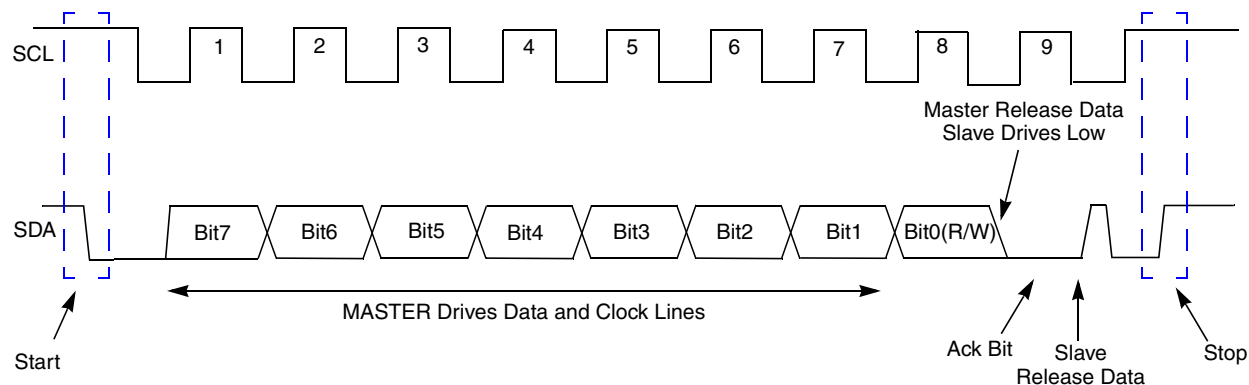 SCL
1 2 3 4 5 6 7 8 9
Master Release Data
Slave Drives Low
SDA
Bit7 Bit6 Bit5 Bit4 Bit3 Bit2 Bit1 Bit0(R/W)
MASTER Drives Data and Clock Lines
Start
Ack Bit
Slave
Release Data
Stop